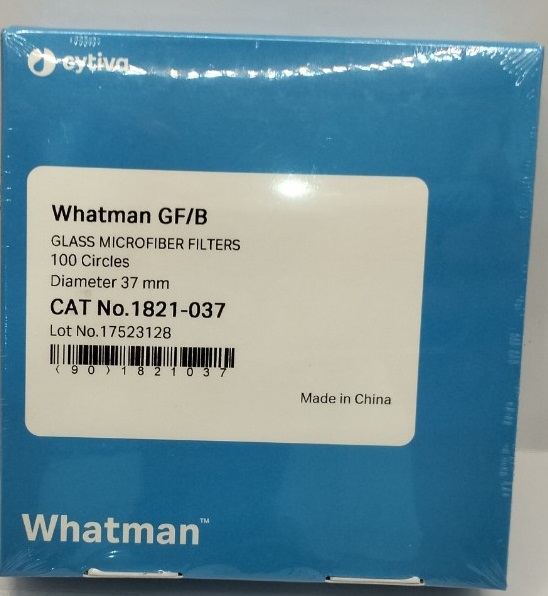 cytiva
Whatman GF/B
GLASS MICROFIBER FILTERS
100 Circles
Diameter 37 mm
CAT No.1821-037
Lot No.17523128
(90)1821037
Made in China
Whatman™